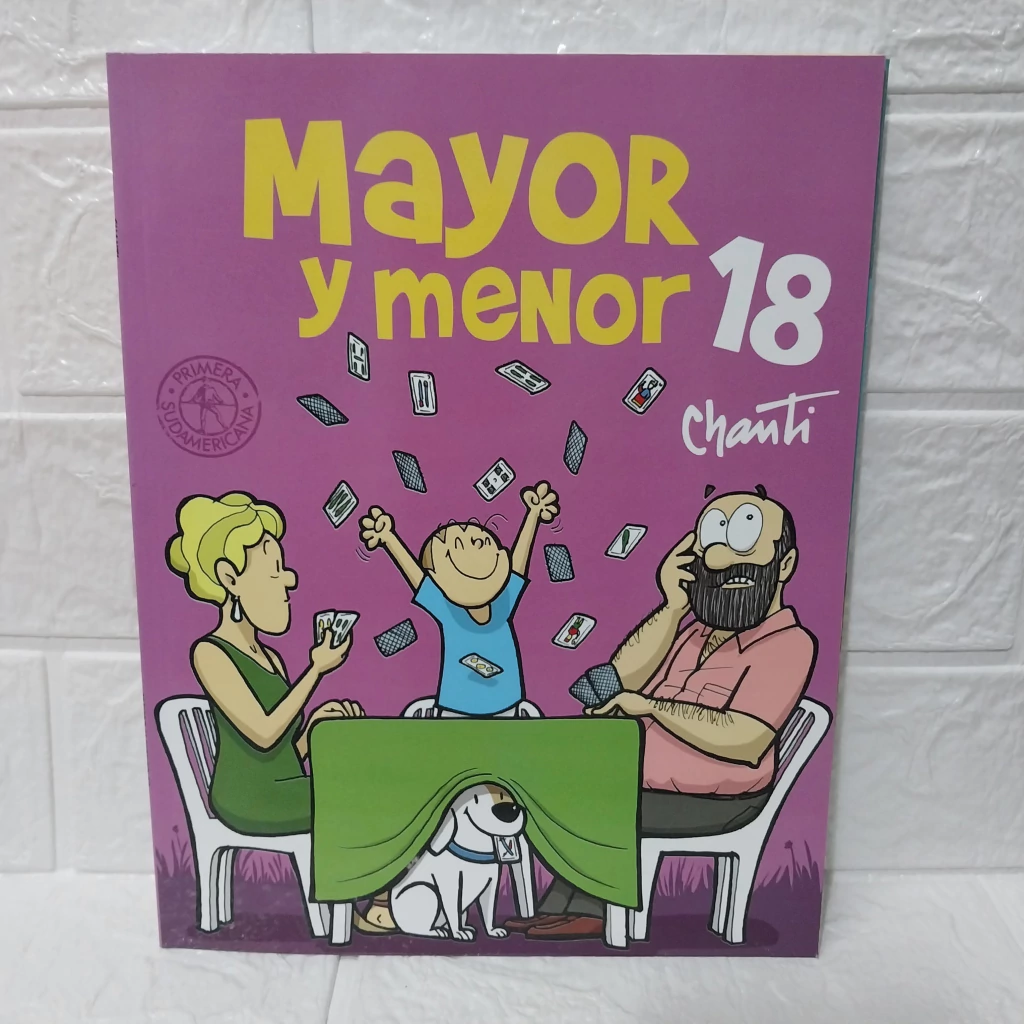 Mayor
y menor 18
chanti
PRIMERA
SUDAMERICANA